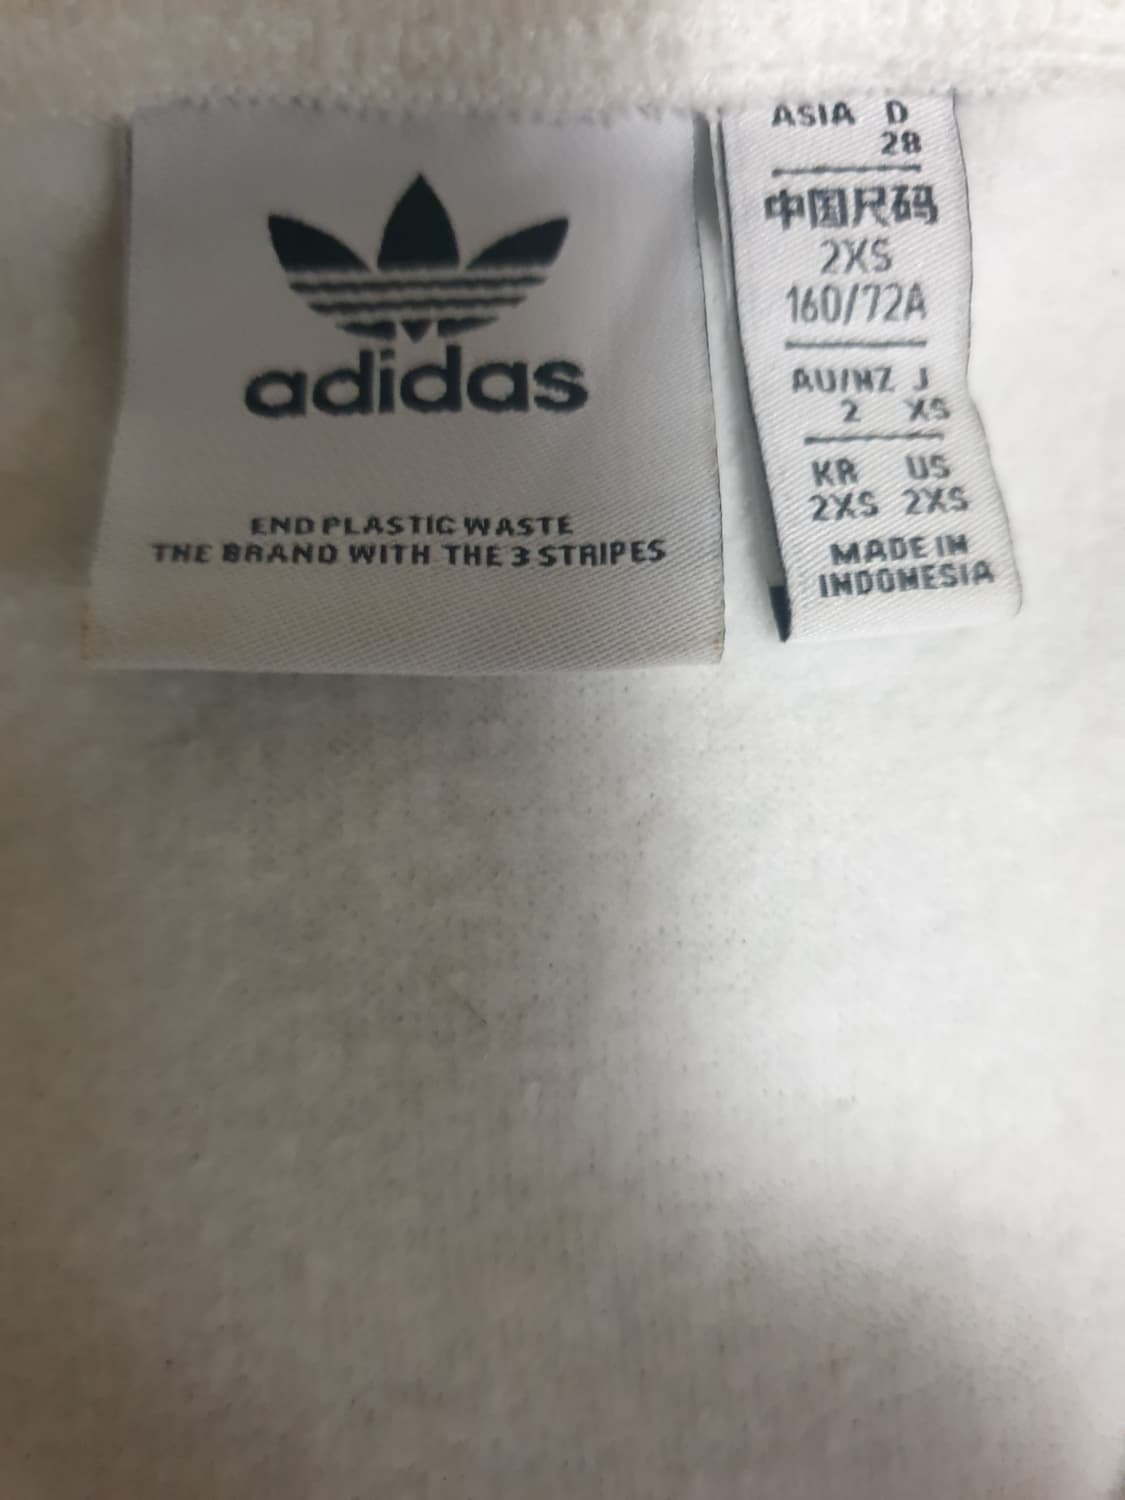 adidas
END PLASTIC WASTE
THE BRAND WITH THE 3 STRIPES
ASIA D
28
中国尺码
2XS
160/72A
AU/NZ J
2 XS
KR US
2XS 2XS
MADE IN
INDONESIA